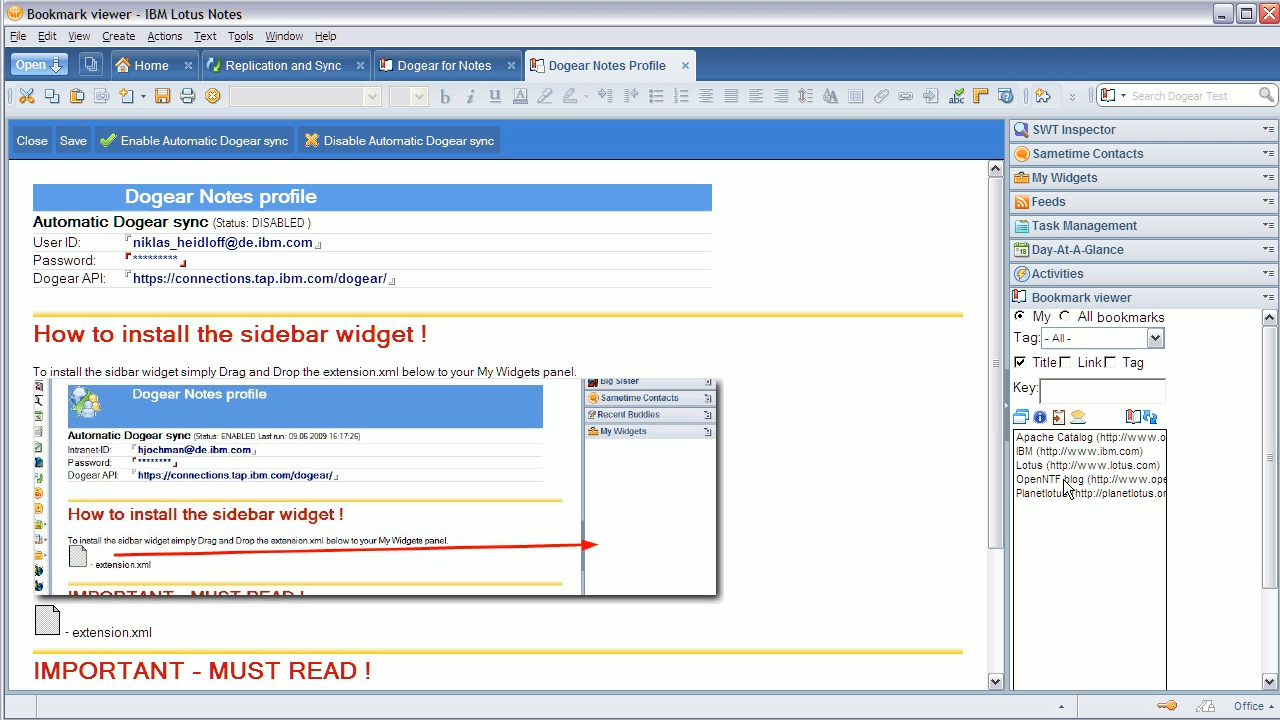 Bookmark viewer - IBM Lotus Notes
File Edit View Create Actions Text Tools Window Help
Open Home Replication and Sync Dogear for Notes Dogear Notes Profile
Search Dogear Test
Close Save Enable Automatic Dogear sync Disable Automatic Dogear sync
Dogear Notes profile
Automatic Dogear sync (Status: DISABLED )
User ID: niklas_heidloff@de.ibm.com
Password: *********
Dogear API: https://connections.tap.ibm.com/dogear/
How to install the sidebar widget !
To install the sidbar widget simply Drag and Drop the extension.xml below to your My Widgets panel.
Dogear Notes profile
Automatic Dogear sync (Status: ENABLED Last run: 09.06.2009 16:17:26)
Intranet-ID: hjochman@de.ibm.com
Password: ********
Dogear API: https://connections.tap.ibm.com/dogear/
How to install the sidebar widget !
To install the sidbar widget simply Drag and Drop the extension.xml below to your My Widgets panel.
- extension.xml
IMPORTANT - MUST READ !
Big Sister
Sametime Contacts
Recent Buddies
My Widgets
- extension.xml
IMPORTANT - MUST READ !
SWT Inspector
Sametime Contacts
My Widgets
Feeds
Task Management
Day-At-A-Glance
Activities
Bookmark viewer
My All bookmarks
Tag: - All -
Title Link Tag
Key:
Apache Catalog (http://www.o
IBM (http://www.ibm.com)
Lotus (http://www.lotus.com)
OpenNTF blog (http://www.ope
Planetlotus (http://planetlotus.or
Office